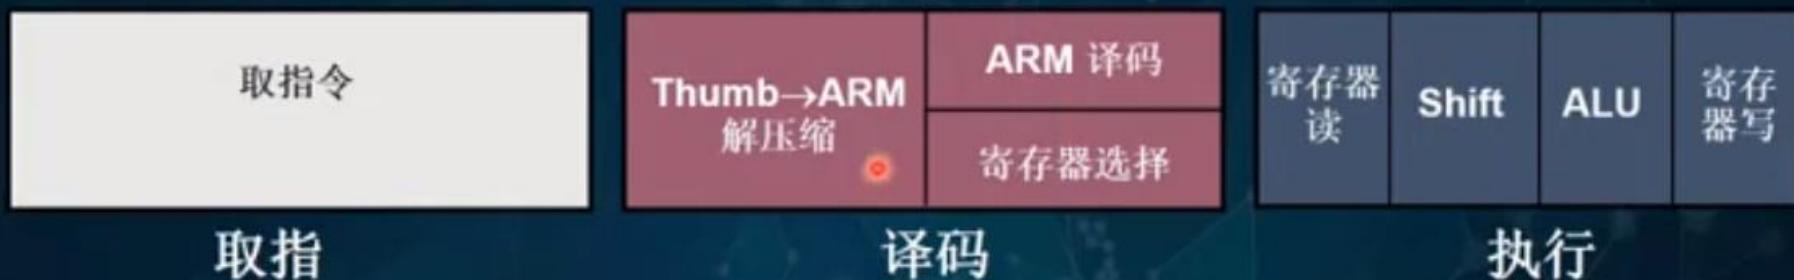 取指令
Thumb→ARM
解压缩
ARM 译码
寄存器选择
寄存器
读
Shift
ALU
寄存
器写
取指
译码
执行